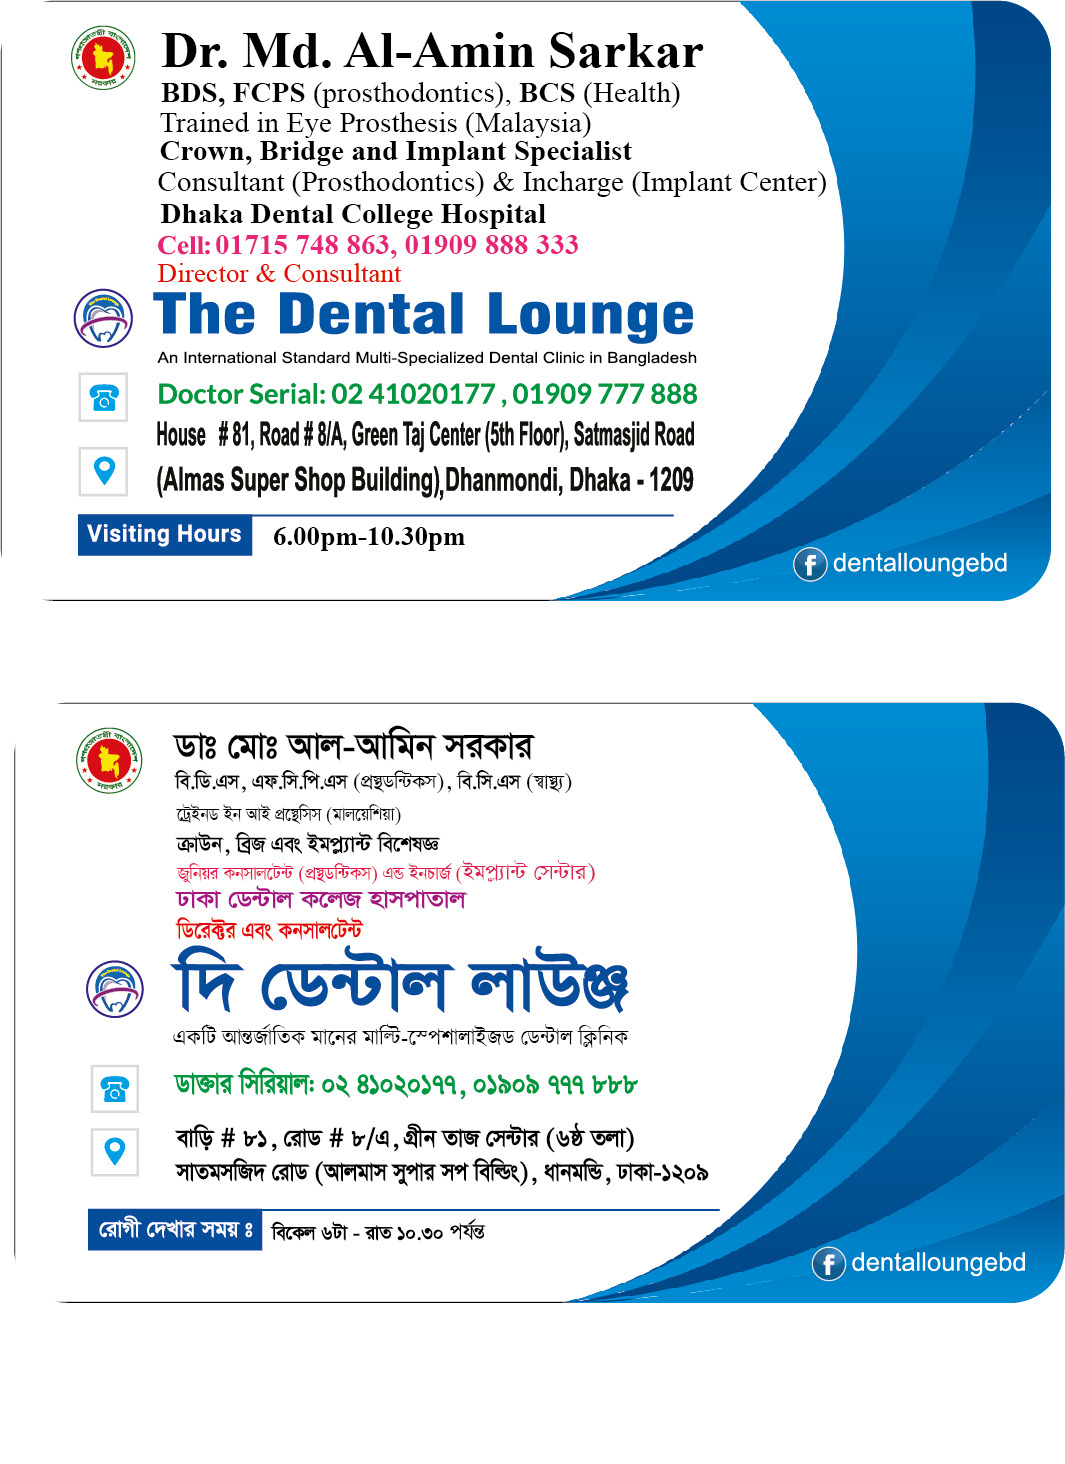 Dr. Md. Al-Amin Sarkar
BDS, FCPS (prosthodontics), BCS (Health)
Trained in Eye Prosthesis (Malaysia)
Crown, Bridge and Implant Specialist
Consultant (Prosthodontics) & Incharge (Implant Center)
Dhaka Dental College Hospital
Cell: 01715 748 863, 01909 888 333
Director & Consultant
The Dental Lounge
An International Standard Multi-Specialized Dental Clinic in Bangladesh
Doctor Serial: 02 41020177 , 01909 777 888
House # 81, Road # 8/A, Green Taj Center (5th Floor), Satmasjid Road
(Almas Super Shop Building),Dhanmondi, Dhaka - 1209
Visiting Hours 6.00pm-10.30pm
dentalloungebd
ডাঃ মোঃ আল-আমিন সরকার
বি.ডি.এস, এফ.সি.পি.এস (প্রস্থডন্টিকস), বি.সি.এস (স্বাস্থ্য)
ট্রেইনড ইন আই প্রস্থেসিস (মালয়েশিয়া)
ক্রাউন, ব্রিজ এবং ইমপ্ল্যান্ট বিশেষজ্ঞ
জুনিয়র কনসালটেন্ট (প্রস্থডন্টিকস) এন্ড ইনচার্জ (ইমপ্ল্যান্ট সেন্টার)
ঢাকা ডেন্টাল কলেজ হাসপাতাল
ডিরেক্টর এবং কনসালটেন্ট
দি ডেন্টাল লাউঞ্জ
একটি আন্তর্জাতিক মানের মাল্টি-স্পেশালাইজড ডেন্টাল ক্লিনিক
ডাক্তার সিরিয়াল: ০২ ৪১০২০১৭৭, ০১৯০৯ ৭৭৭ ৮৮৮
বাড়ি # ৮১, রোড # ৮/এ, গ্রীন তাজ সেন্টার (৬ষ্ঠ তলা)
সাতমসজিদ রোড (আলমাস সুপার সপ বিল্ডিং), ধানমন্ডি, ঢাকা-১২০৯
রোগী দেখার সময় ঃ বিকেল ৬টা - রাত ১০.৩০ পর্যন্ত
dentalloungebd